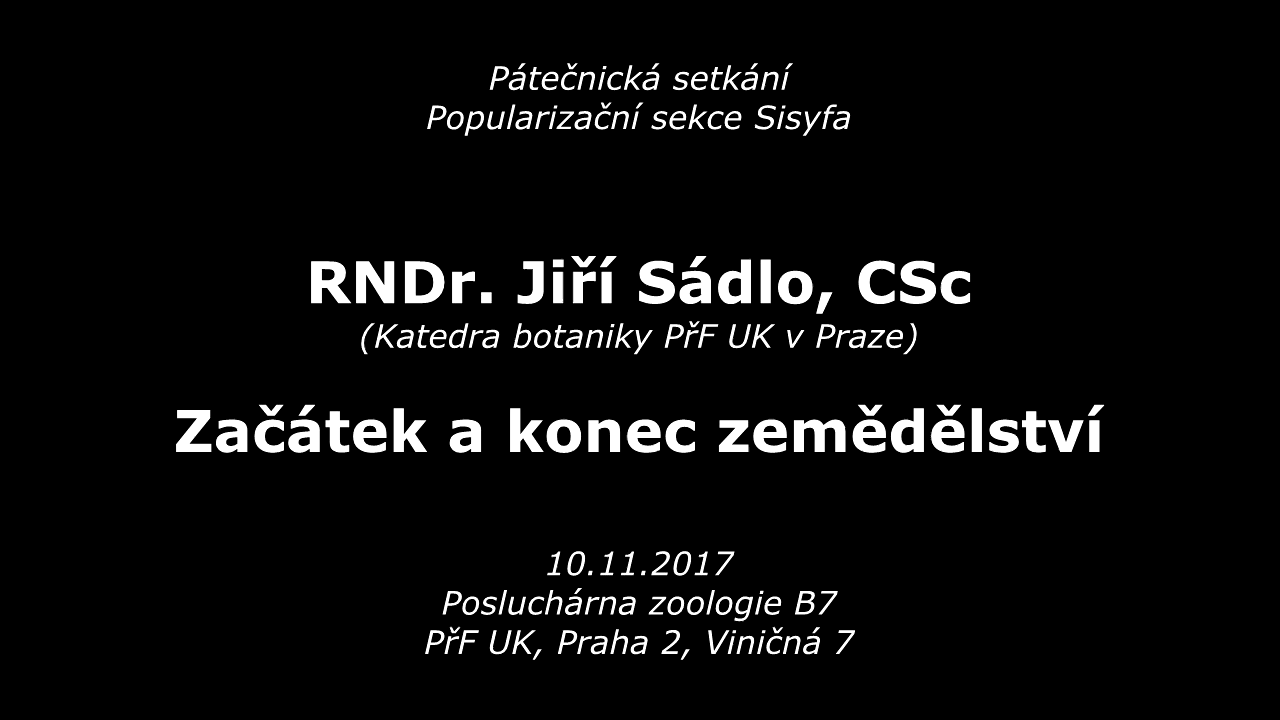 Pátečnická setkání
Popularizační sekce Sisyfa
RNDr. Jiří Sádlo, CSc
(Katedra botaniky PřF UK v Praze)
Začátek a konec zemědělství
10.11.2017
Posluchárna zoologie B7
PřF UK, Praha 2, Viničná 7